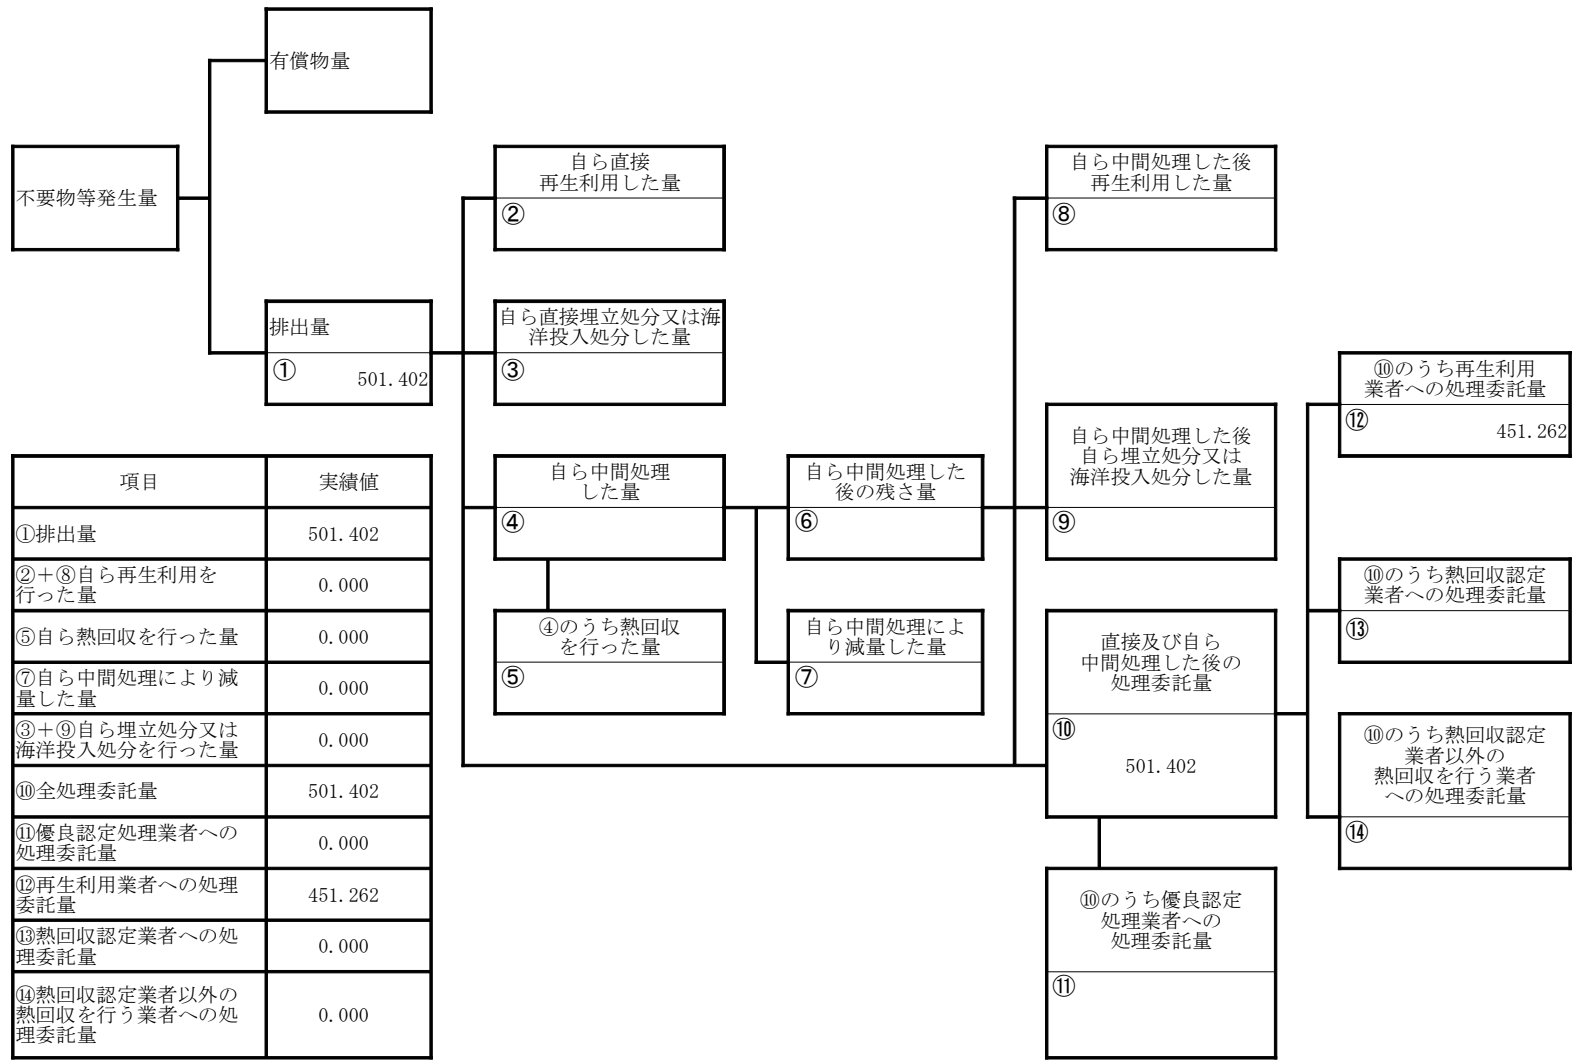 有償物量
不要物等発生量
排出量
①
501.402
自ら直接
再生利用した量
②
自ら直接埋立処分又は海
洋投入処分した量
③
自ら中間処理
した量
④
④のうち熱回収
を行った量
⑤
自ら中間処理した
後の残さ量
⑥
自ら中間処理によ
り減量した量
⑦
自ら中間処理した後
再生利用した量
⑧
自ら中間処理した後
自ら埋立処分又は
海洋投入処分した量
⑨
直接及び自ら
中間処理した後の
処理委託量
⑩
501.402
⑩のうち優良認定
処理業者への
処理委託量
⑪
⑩のうち再生利用
業者への処理委託量
⑫
451.262
⑩のうち熱回収認定
業者への処理委託量
⑬
⑩のうち熱回収認定
業者以外の
熱回収を行う業者
への処理委託量
⑭
項目 実績値
①排出量 501.402
②＋⑧自ら再生利用を
行った量 0.000
⑤自ら熱回収を行った量 0.000
⑦自ら中間処理により減
量した量 0.000
③＋⑨自ら埋立処分又は
海洋投入処分を行った量 0.000
⑩全処理委託量 501.402
⑪優良認定処理業者への
処理委託量 0.000
⑫再生利用業者への処理
委託量 451.262
⑬熱回収認定業者への処
理委託量 0.000
⑭熱回収認定業者以外の
熱回収を行う業者への処
理委託量 0.000